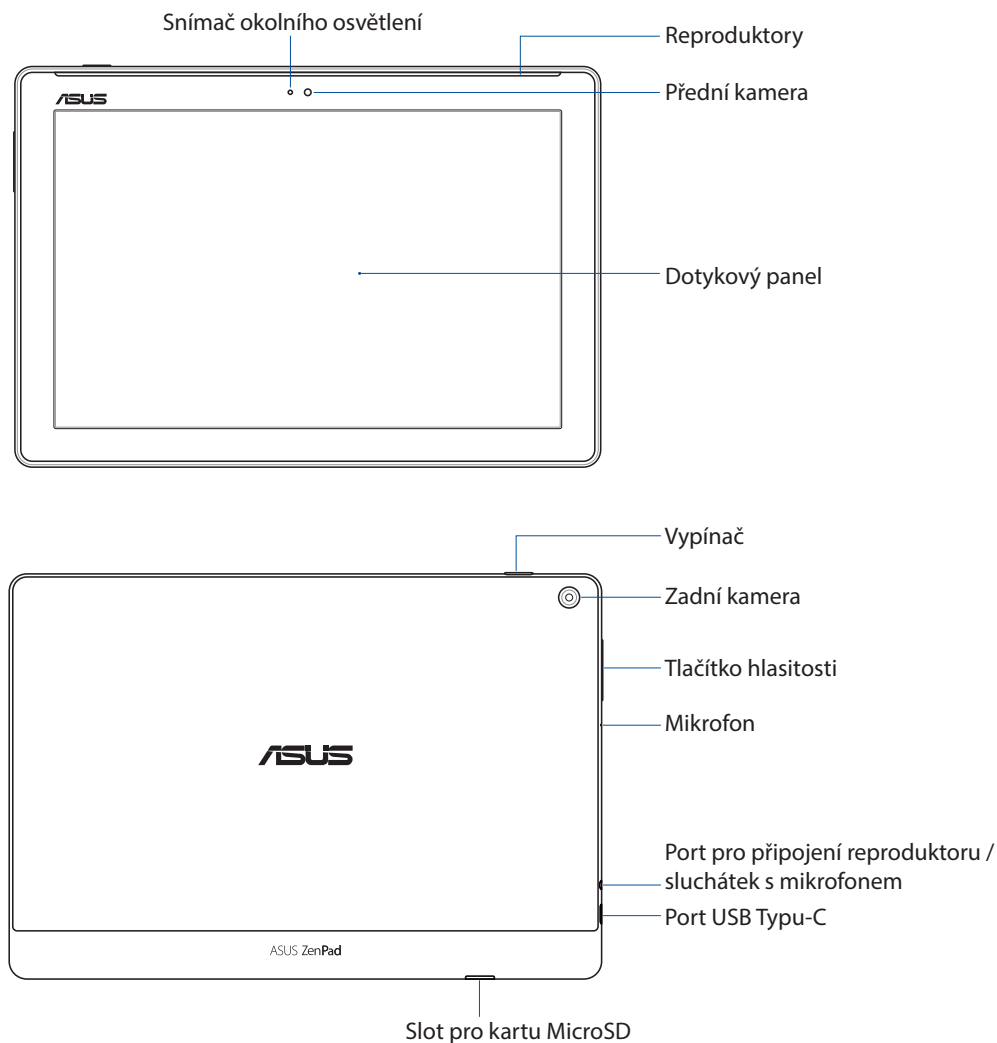 Snímač okolního osvětlení
Reproduktory
Přední kamera
ASUS
Dotykový panel
Vypínač
Zadní kamera
Tlačítko hlasitosti
Mikrofon
ASUS
Port pro připojení reproduktoru /
sluchátek s mikrofonem
Port USB Typu-C
ASUS ZenPad
Slot pro kartu MicroSD